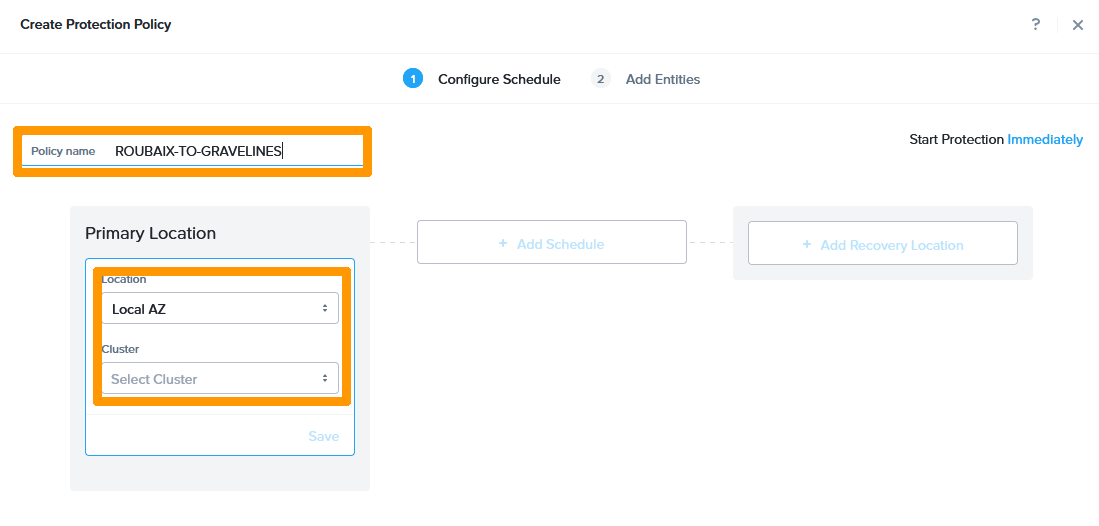 Create Protection Policy
?
×
1 Configure Schedule 2 Add Entities
Policy name ROUBAIX-TO-GRAVELINES
Start Protection Immediately
Primary Location
+ Add Schedule
+ Add Recovery Location
Location
Local AZ
Cluster
Select Cluster
Save